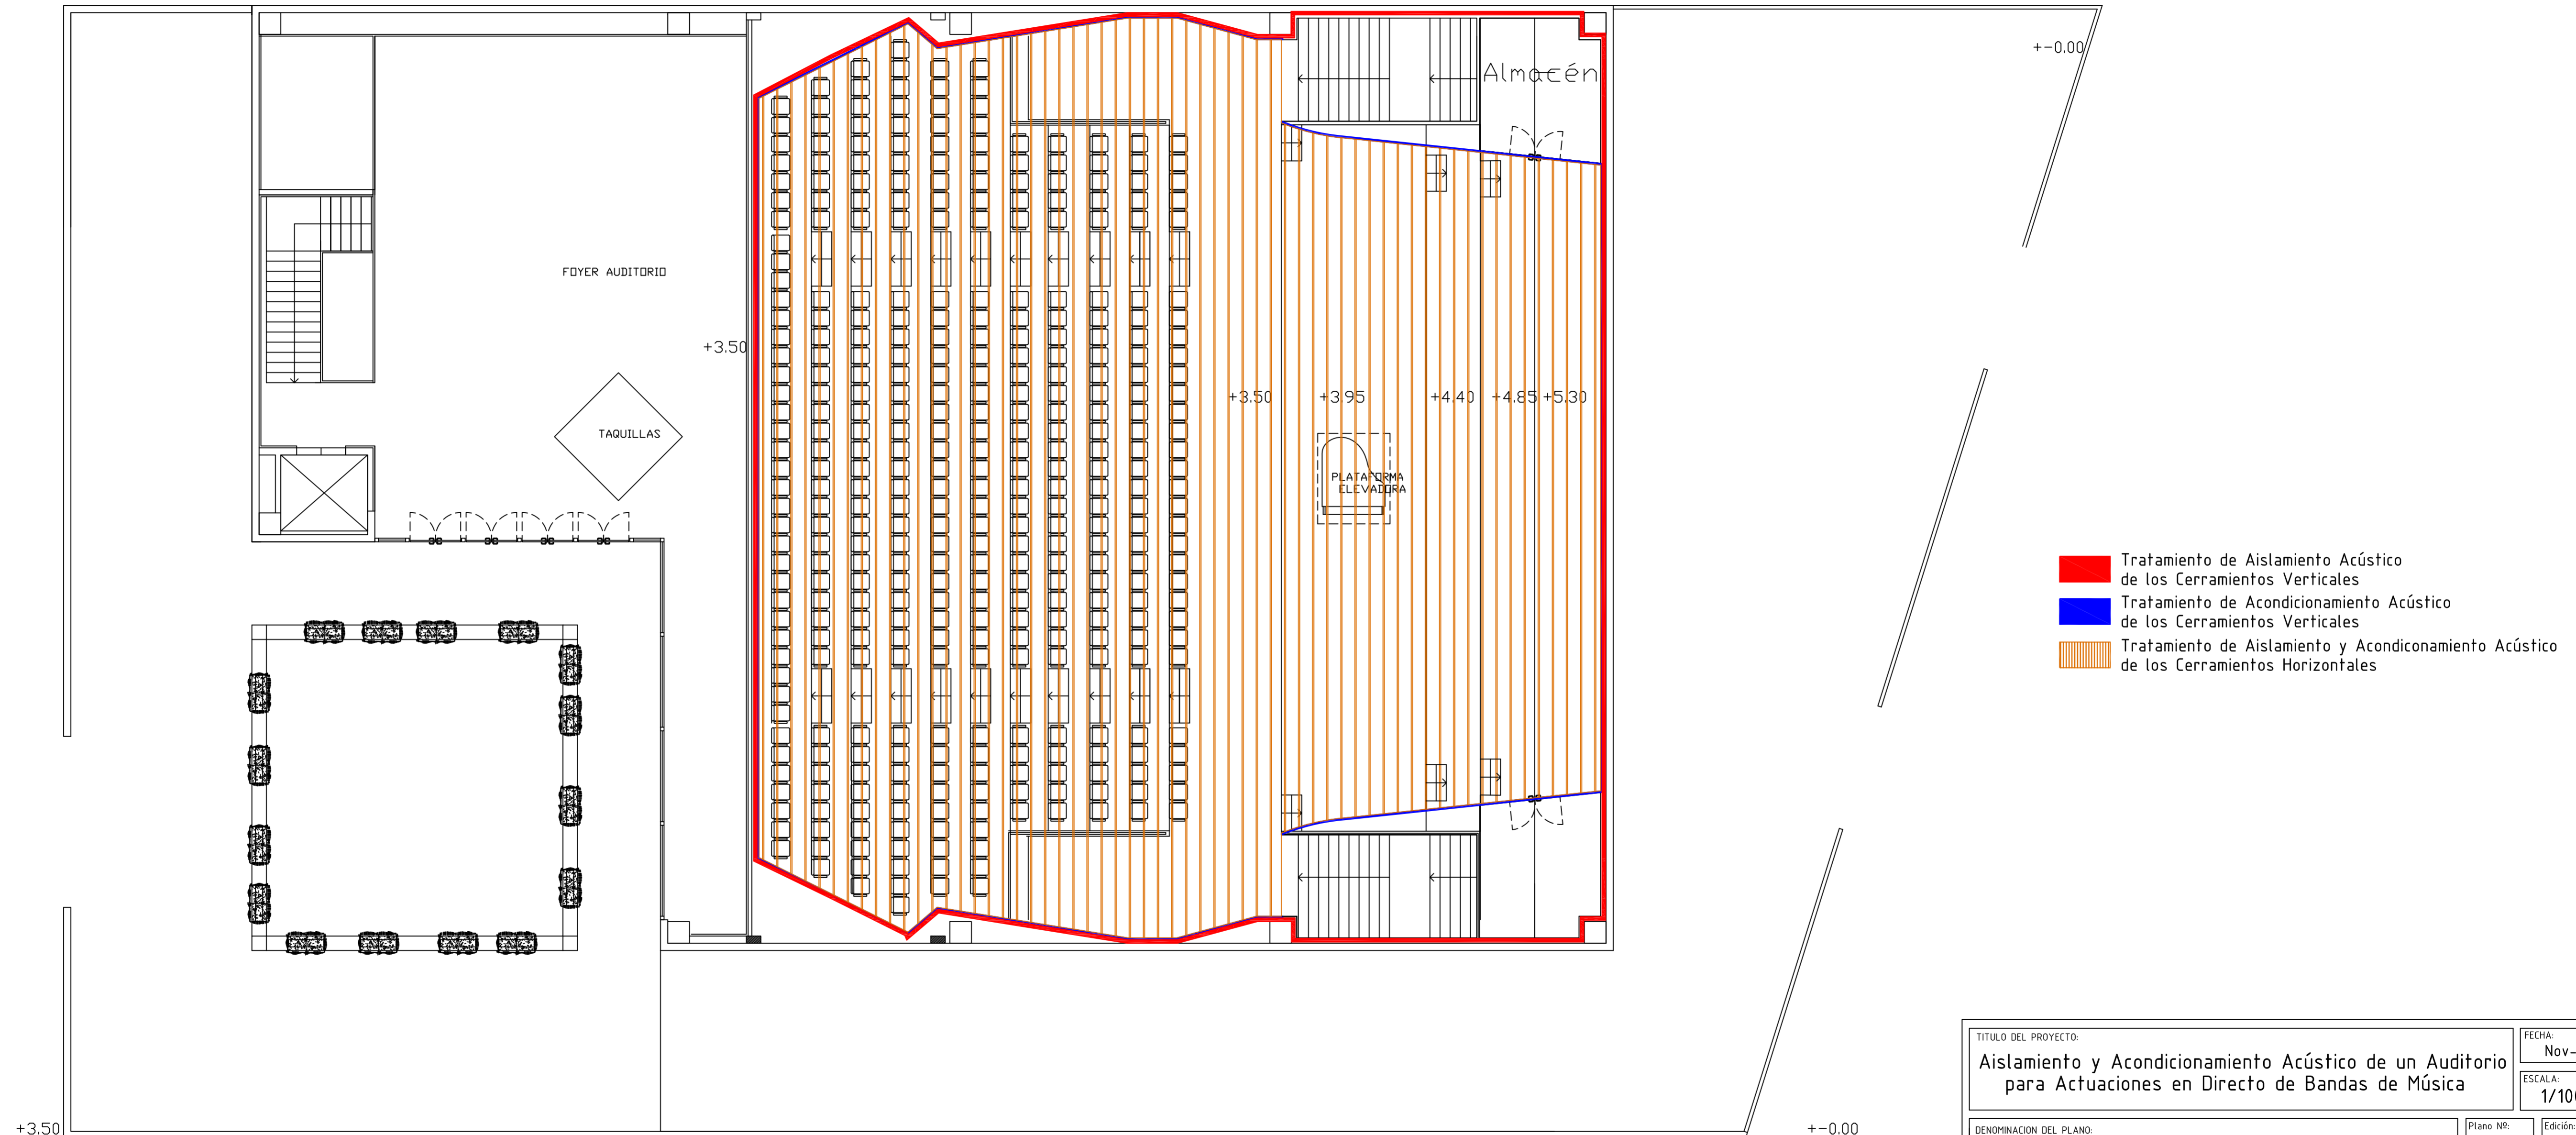 +-0.00
Almacén
FOYER AUDITORIO
+3.50
TAQUILLAS
+3.50
+3.95
+4.40
+4.85
+5.30
PLATAFORMA
ELEVADORA
Tratamiento de Aislamiento Acústico
de los Cerramientos Verticales
Tratamiento de Acondicionamiento Acústico
de los Cerramientos Verticales
Tratamiento de Aislamiento y Acondiconamiento Acústico
de los Cerramientos Horizontales
TITULO DEL PROYECTO:
Aislamiento y Acondicionamiento Acústico de un Auditorio
para Actuaciones en Directo de Bandas de Música
FECHA:
Nov-
ESCALA:
DENOMINACION DEL PLANO:
Plano Nº:
Edición:
+3.50
+-0.00